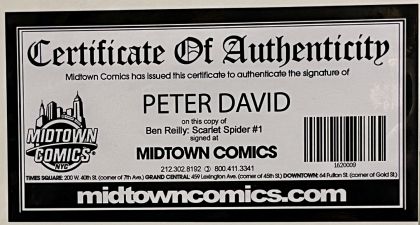 Certificate Of Authenticity
Midtown Comics has issued this certificate to authenticate the signature of
PETER DAVID
on this copy of
Ben Reilly: Scarlet Spider #1
signed at
MIDTOWN COMICS
MIDTOWN
COMICS
NYC
1620009
212.302.8192 800.411.3341
TIMES SQUARE: 200 W. 40th St. (corner of 7th Ave.) GRAND CENTRAL: 459 Lexington Ave. (corner of 45th St.) DOWNTOWN: 64 Fulton St. (corner of Gold St.)
midtowncomics.com